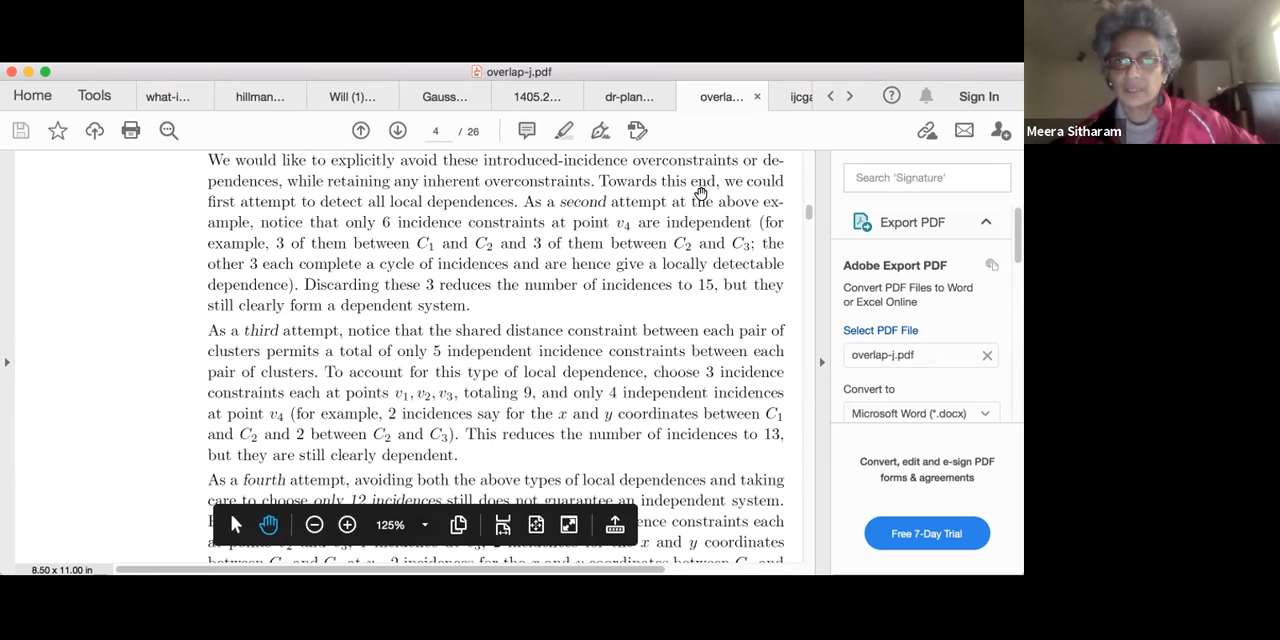 overlap-j.pdf
Home Tools what-i... hillman... Will (1)... Gauss... 1405.2... dr-plan... overla... × ijcga Sign In
4 / 26
Meera Sitharam
We would like to explicitly avoid these introduced-incidence overconstraints or de-
pendences, while retaining any inherent overconstraints. Towards this end, we could
first attempt to detect all local dependences. As a second attempt at the above ex-
ample, notice that only 6 incidence constraints at point v4 are independent (for
example, 3 of them between C1 and C2 and 3 of them between C2 and C3; the
other 3 each complete a cycle of incidences and are hence give a locally detectable
dependence). Discarding these 3 reduces the number of incidences to 15, but they
still clearly form a dependent system.
As a third attempt, notice that the shared distance constraint between each pair of
clusters permits a total of only 5 independent incidence constraints between each
pair of clusters. To account for this type of local dependence, choose 3 incidence
constraints each at points v1, v2, v3, totaling 9, and only 4 independent incidences
at point v4 (for example, 2 incidences say for the x and y coordinates between C1
and C2 and 2 between C2 and C3). This reduces the number of incidences to 13,
but they are still clearly dependent.
As a fourth attempt, avoiding both the above types of local dependences and taking
care to choose only 12 incidences still does not guarantee an independent system.
ence constraints each
x and y coordinates
125%
8.50 x 11.00 in
Search 'Signature'
Export PDF
Adobe Export PDF
Convert PDF Files to Word
or Excel Online
Select PDF File
overlap-j.pdf
Convert to
Microsoft Word (*.docx)
Convert, edit and e-sign PDF
forms & agreements
Free 7-Day Trial